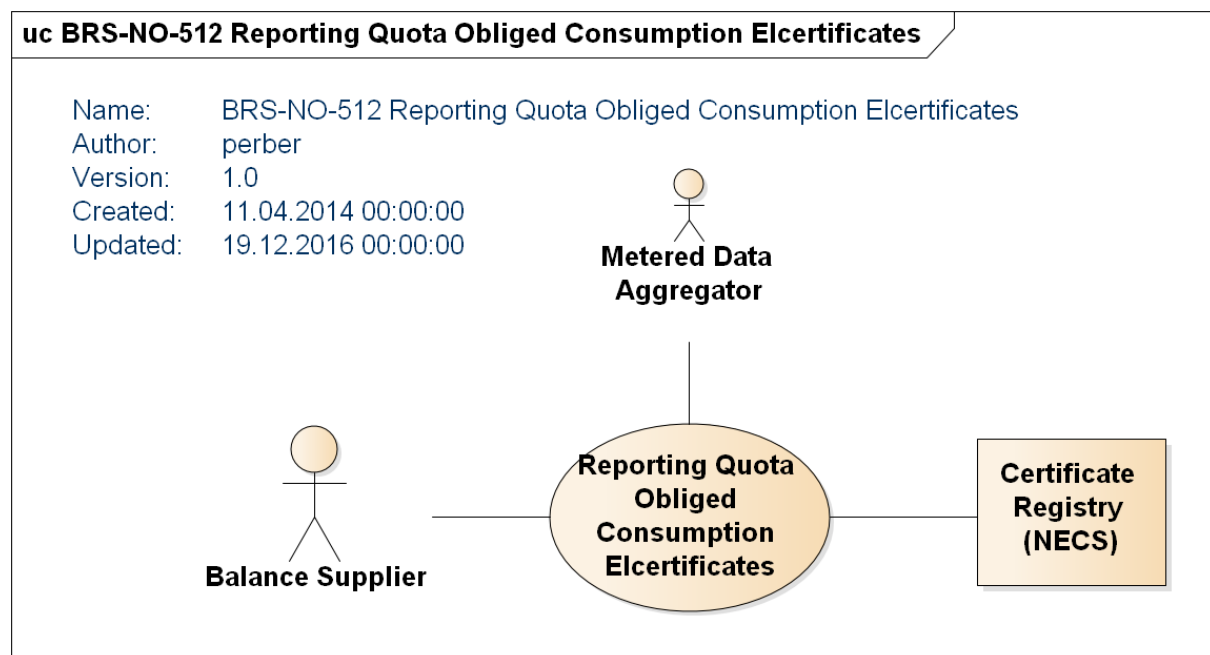 uc BRS-NO-512 Reporting Quota Obliged Consumption Elcertificates
Name: BRS-NO-512 Reporting Quota Obliged Consumption Elcertificates
Author: perber
Version: 1.0
Created: 11.04.2014 00:00:00
Updated: 19.12.2016 00:00:00
Metered Data
Aggregator
Balance Supplier
Reporting Quota
Obliged
Consumption
Elcertificates
Certificate
Registry
(NECS)